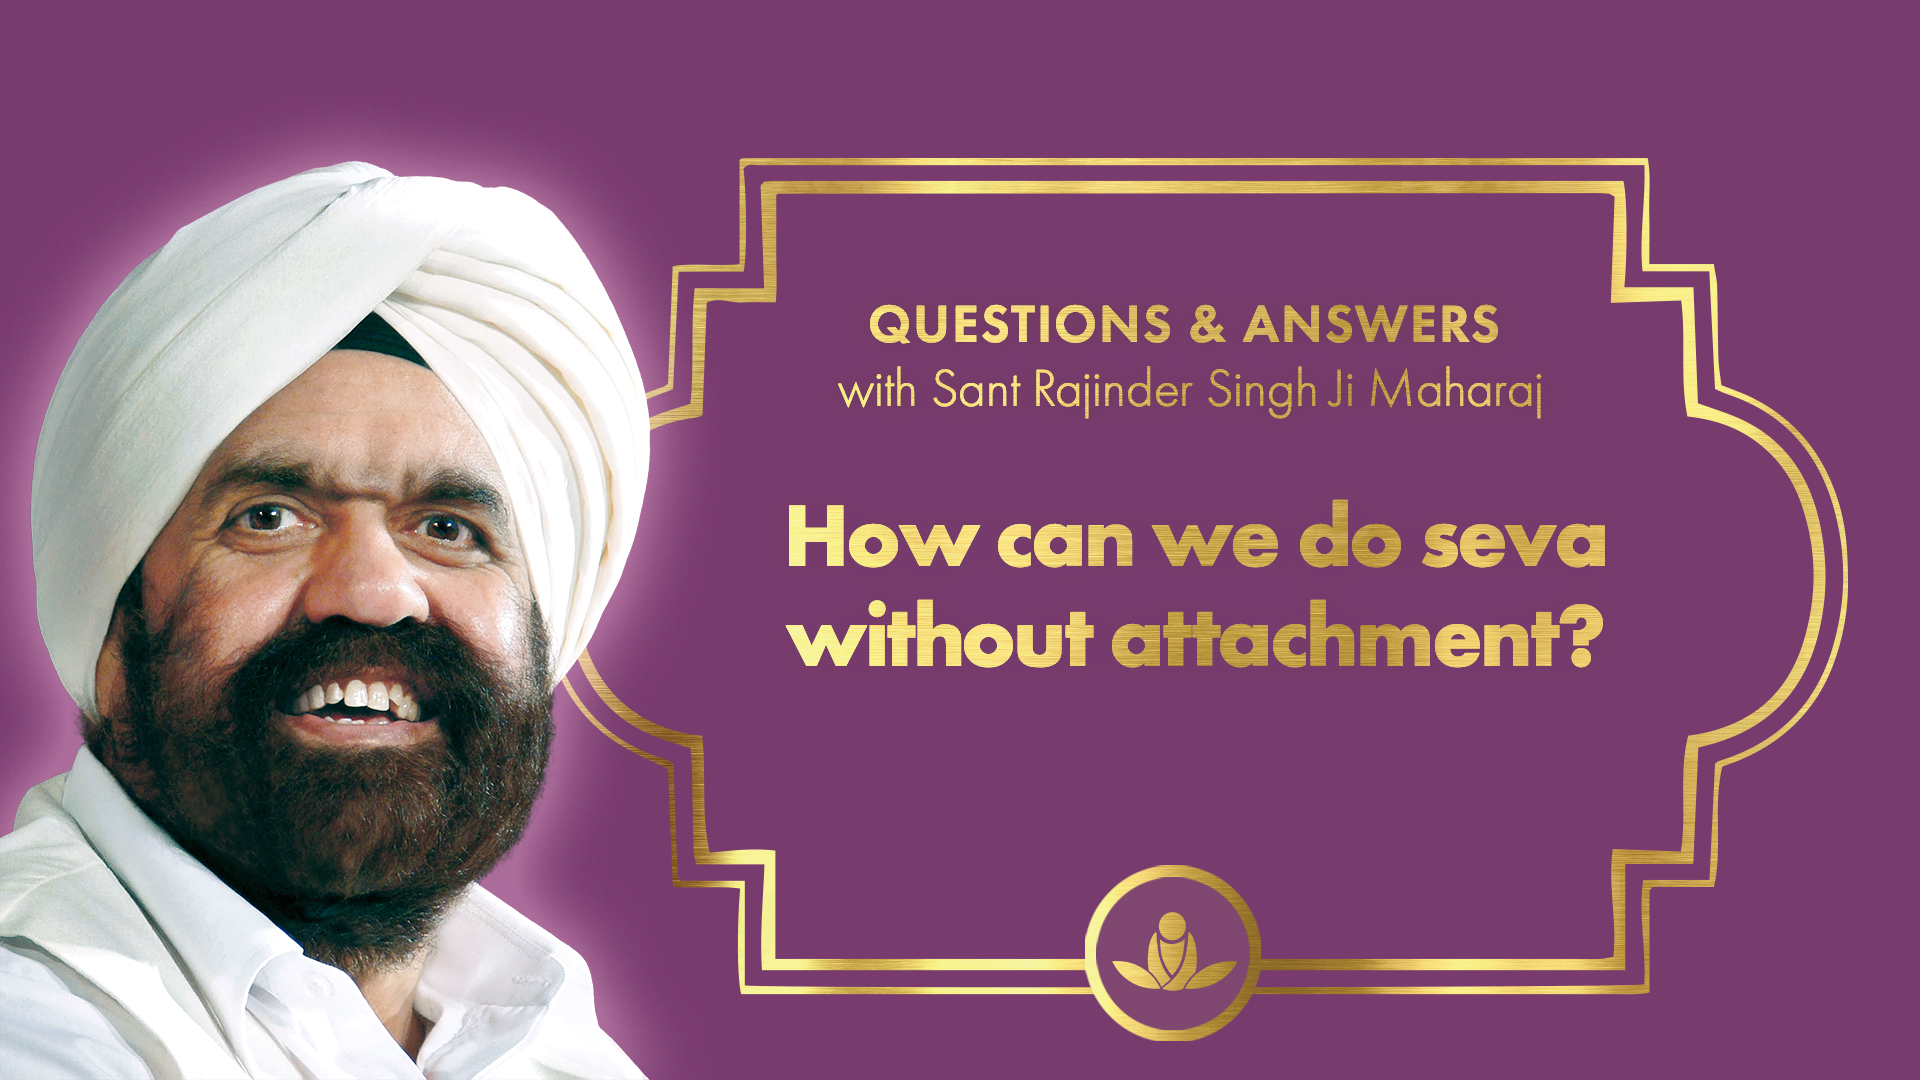 QUESTIONS & ANSWERS
with Sant Rajinder Singh Ji Maharaj
How can we do seva
without attachment?